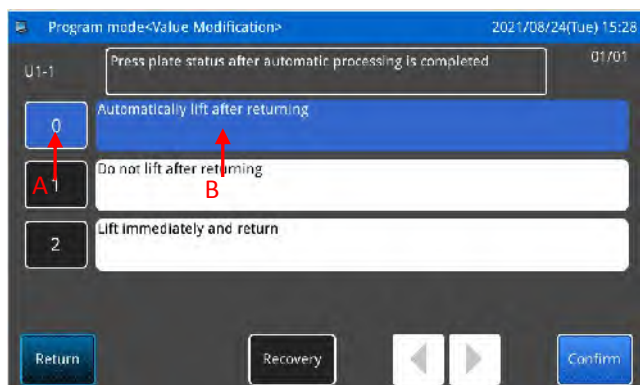 Program mode<Value Modification> 2021/08/24(Tue) 15:28
U1-1 Press plate status after automatic processing is completed 01/01
0 Automatically lift after returning
A B
1 Do not lift after returning
2 Lift immediately and return
Return Recovery Confirm